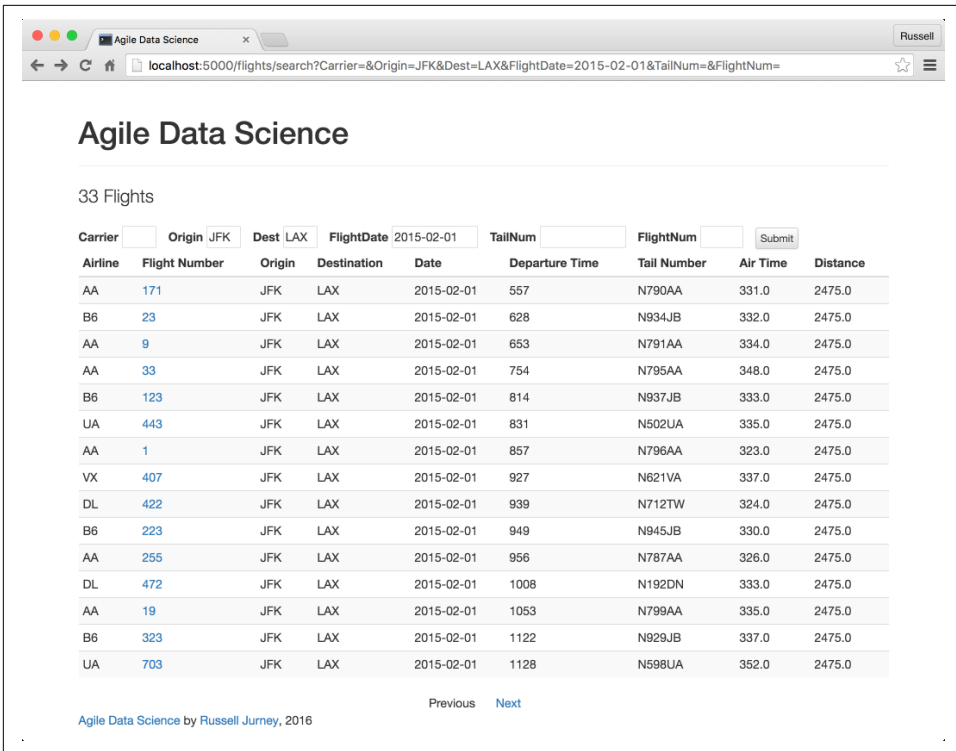 Agile Data Science
Russell
localhost:5000/flights/search?Carrier=&Origin=JFK&Dest=LAX&FlightDate=2015-02-01&TailNum=&FlightNum=
Agile Data Science
33 Flights
Carrier Origin JFK Dest LAX FlightDate 2015-02-01 TailNum FlightNum Submit
Airline Flight Number Origin Destination Date Departure Time Tail Number Air Time Distance
AA 171 JFK LAX 2015-02-01 557 N790AA 331.0 2475.0
B6 23 JFK LAX 2015-02-01 628 N934JB 332.0 2475.0
AA 9 JFK LAX 2015-02-01 653 N791AA 334.0 2475.0
AA 33 JFK LAX 2015-02-01 754 N795AA 348.0 2475.0
B6 123 JFK LAX 2015-02-01 814 N937JB 333.0 2475.0
UA 443 JFK LAX 2015-02-01 831 N502UA 335.0 2475.0
AA 1 JFK LAX 2015-02-01 857 N796AA 323.0 2475.0
VX 407 JFK LAX 2015-02-01 927 N621VA 337.0 2475.0
DL 422 JFK LAX 2015-02-01 939 N712TW 324.0 2475.0
B6 223 JFK LAX 2015-02-01 949 N945JB 330.0 2475.0
AA 255 JFK LAX 2015-02-01 956 N787AA 326.0 2475.0
DL 472 JFK LAX 2015-02-01 1008 N192DN 333.0 2475.0
AA 19 JFK LAX 2015-02-01 1053 N799AA 335.0 2475.0
B6 323 JFK LAX 2015-02-01 1122 N929JB 337.0 2475.0
UA 703 JFK LAX 2015-02-01 1128 N598UA 352.0 2475.0
Previous Next
Agile Data Science by Russell Jurney, 2016